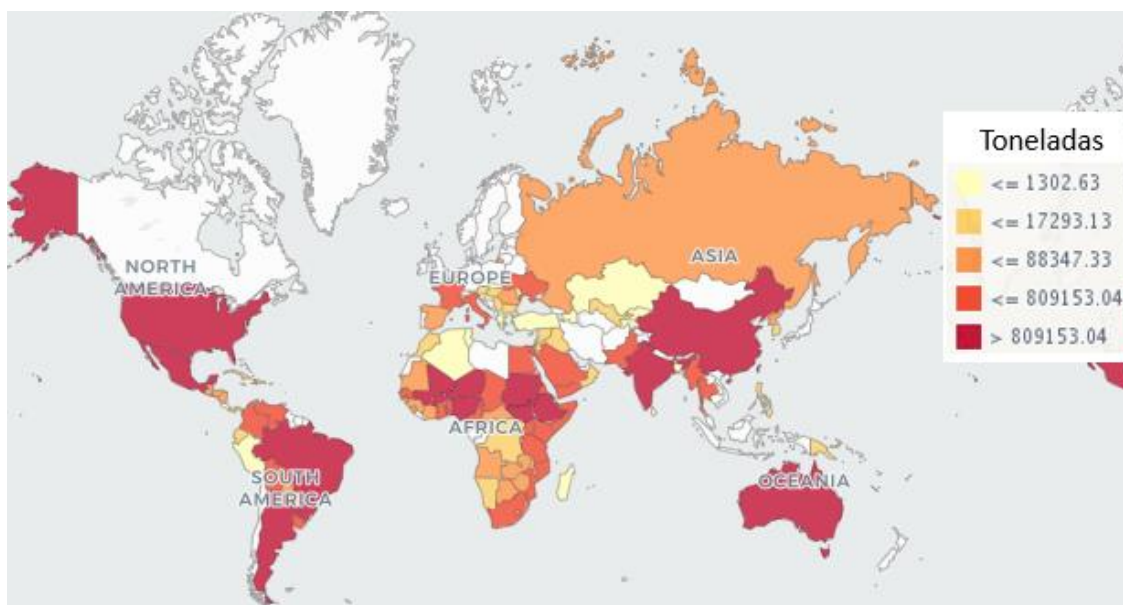 NORTH
AMERICA
EUROPE
ASIA
AFRICA
SOUTH
AMERICA
OCEANIA
Toneladas
<= 1302.63
<= 17293.13
<= 88347.33
<= 809153.04
> 809153.04